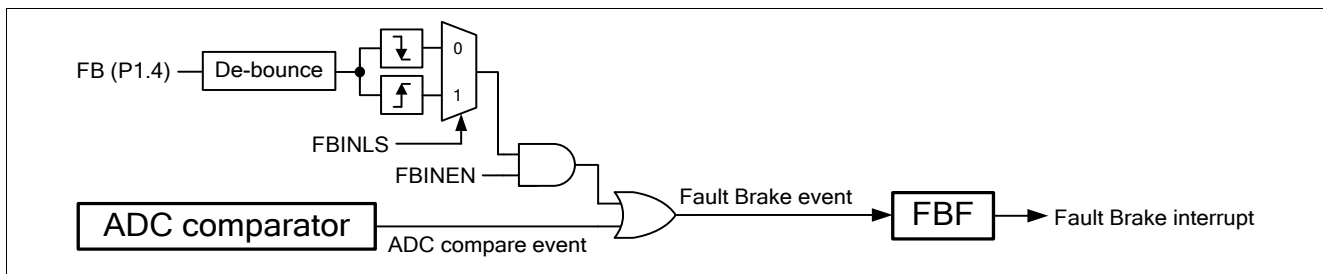 0
FB (P1.4)
De-bounce
1
FBINLS
FBINEN
Fault Brake event
FBF
Fault Brake interrupt
ADC comparator
ADC compare event